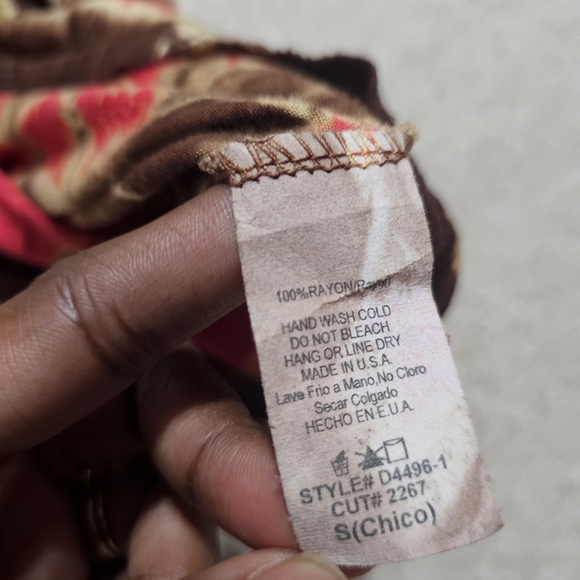 100%RAYON/Rayon
HAND WASH COLD
DO NOT BLEACH
HANG OR LINE DRY
MADE IN U.S.A.
Lave Frio a Mano,No Cloro
Secar Colgado
HECHO EN E.U.A.
STYLE# D4496-1
CUT# 2267
S(Chico)